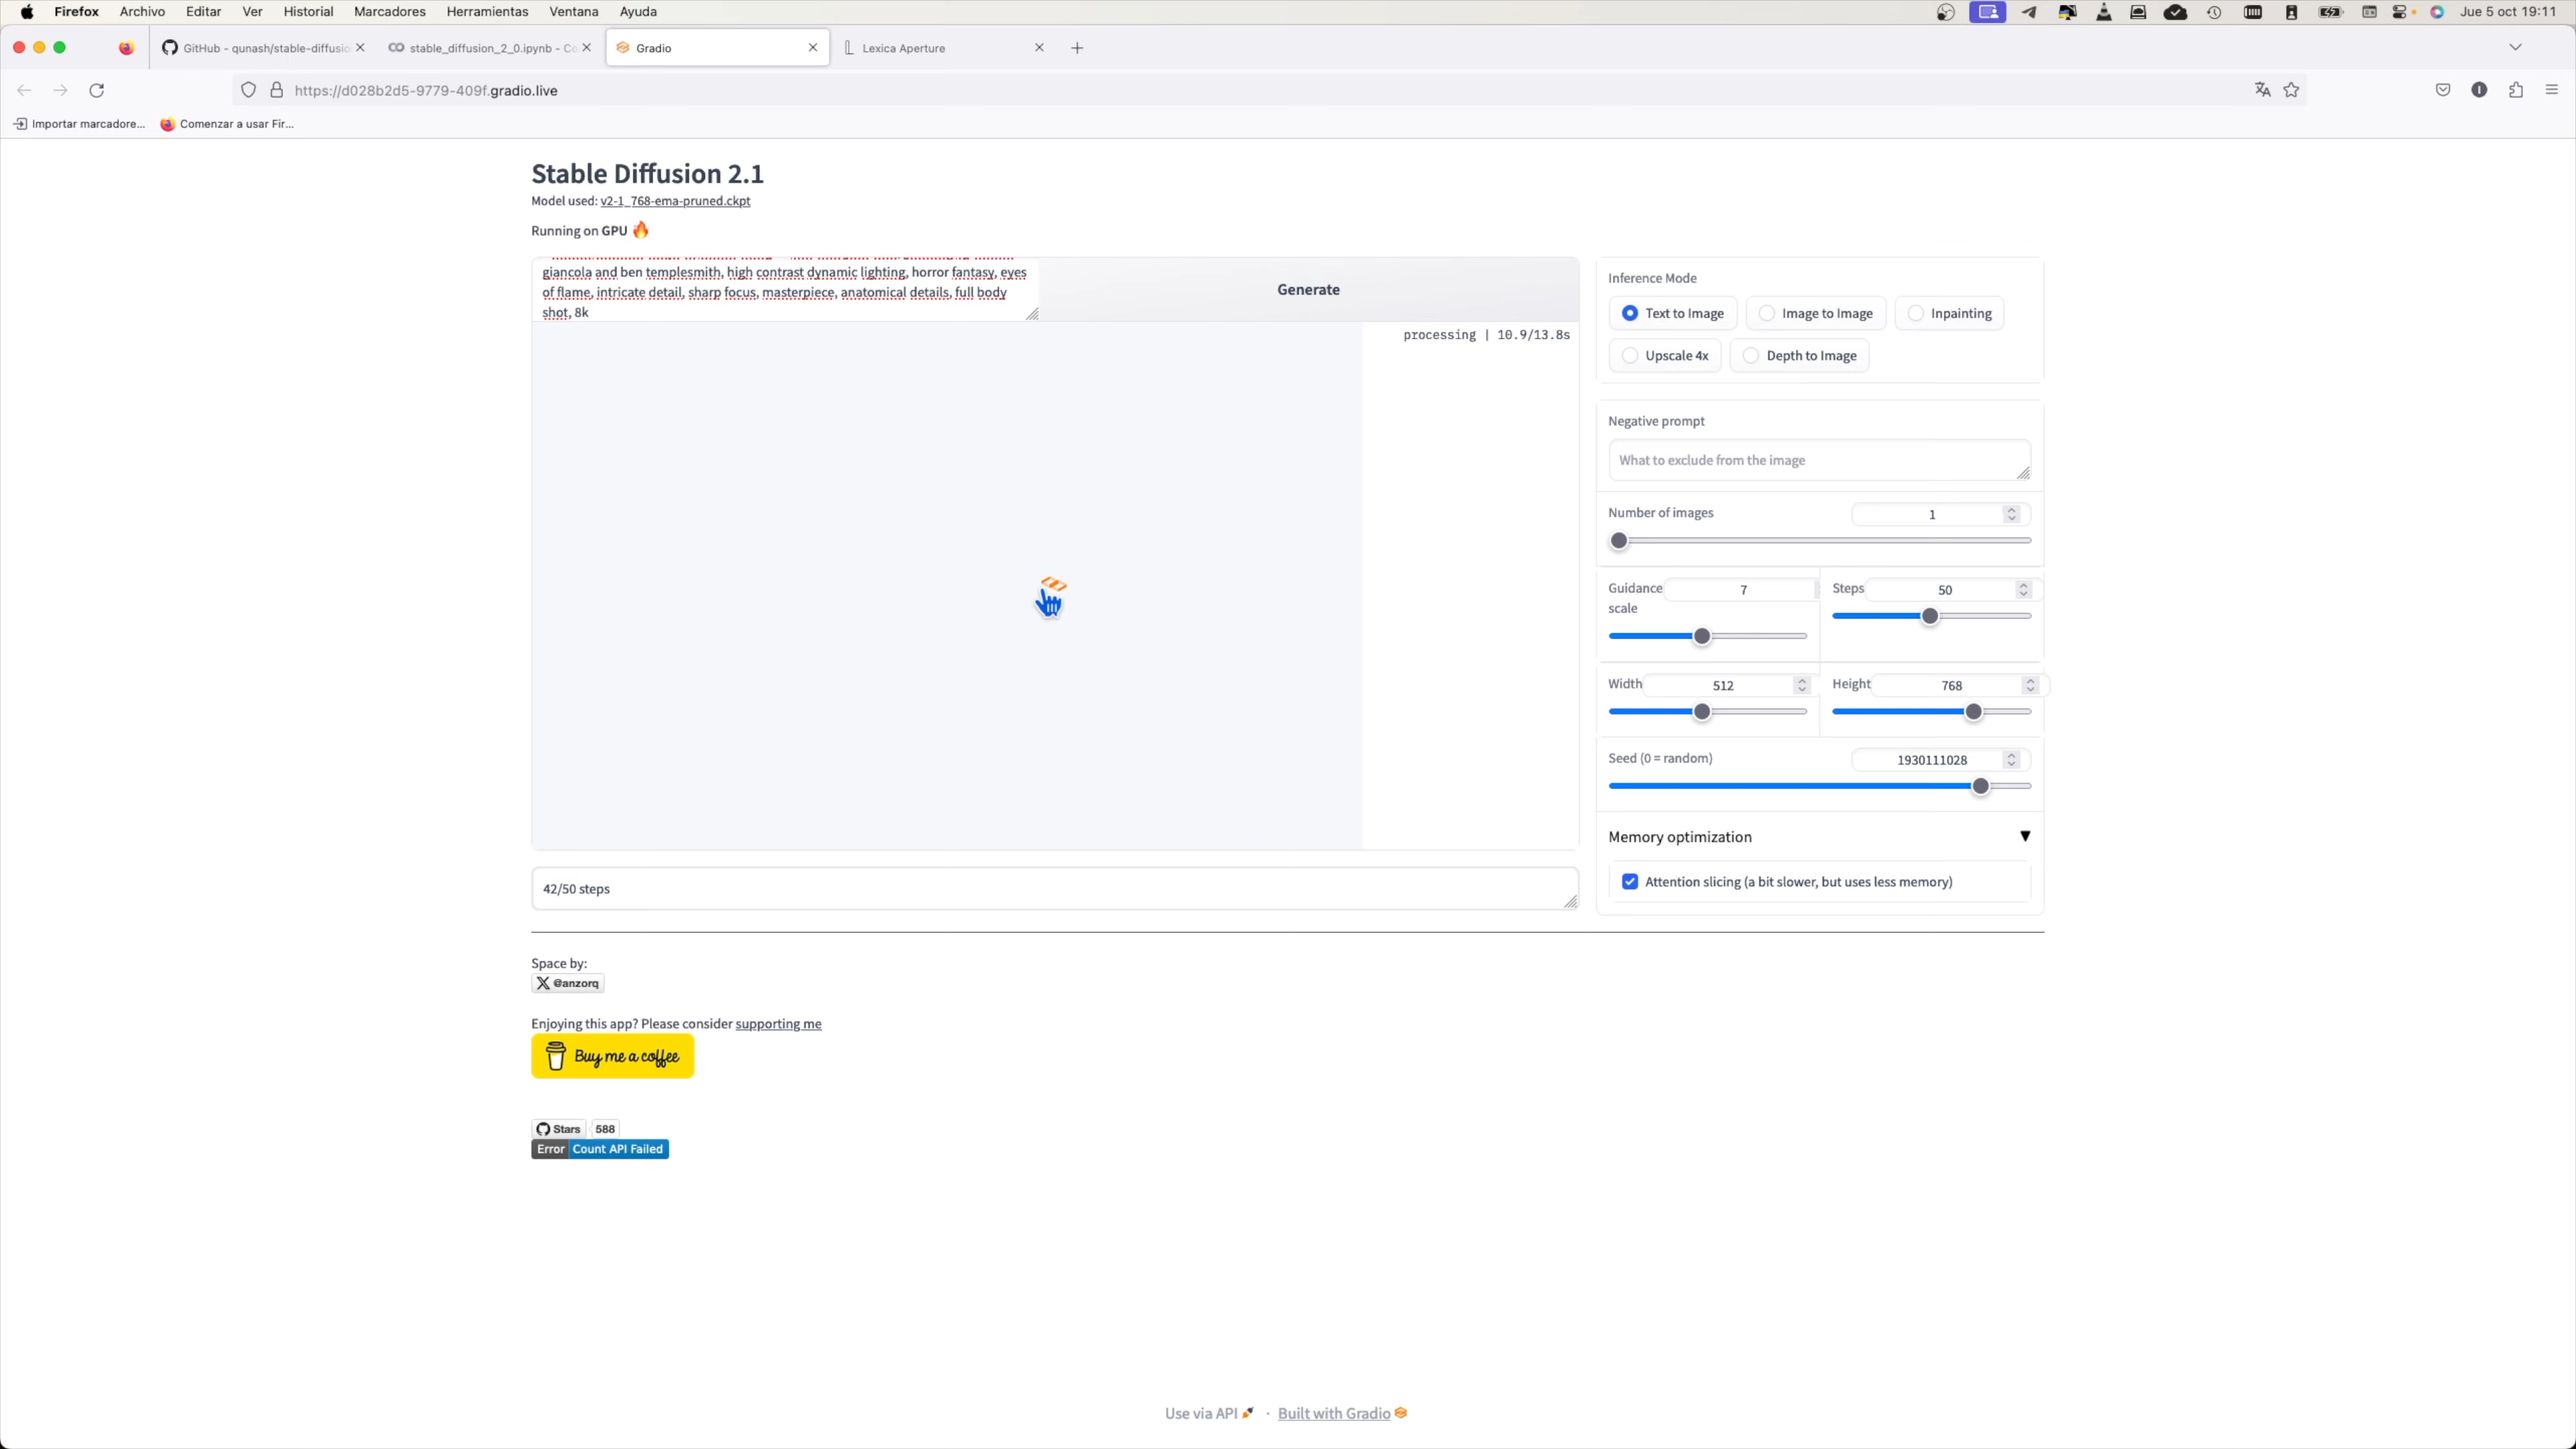 Firefox Archivo Editar Ver Historial Marcadores Herramientas Ventana Ayuda Jue 5 oct 19:11
GitHub - qunash/stable-diffusio stable_diffusion_2_0.ipynb - Co Gradio Lexica Aperture
https://d028b2d5-9779-409f.gradio.live
Importar marcadore... Comenzar a usar Fir...
Stable Diffusion 2.1
Model used: v2-1_768-ema-pruned.ckpt
Running on GPU 🔥
giancola and ben templesmith, high contrast dynamic lighting, horror fantasy, eyes
of flame, intricate detail, sharp focus, masterpiece, anatomical details, full body
shot, 8k
Generate
processing | 10.9/13.8s
42/50 steps
Inference Mode
Text to Image Image to Image Inpainting
Upscale 4x Depth to Image
Negative prompt
What to exclude from the image
Number of images 1
Guidance scale 7 Steps 50
Width 512 Height 768
Seed (0 = random) 1930111028
Memory optimization ▼
Attention slicing (a bit slower, but uses less memory)
Space by:
X @anzorq
Enjoying this app? Please consider supporting me
Buy me a coffee
Stars 588
Error Count API Failed
Use via API 🚀 · Built with Gradio